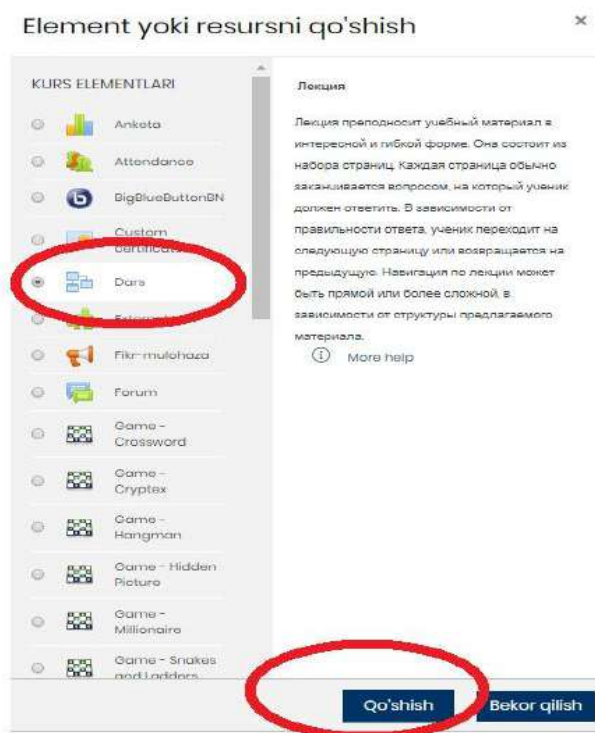 Element yoki resursni qo'shish
×
KURS ELEMENTLARI
Anketa
Attendance
BigBlueButtonBN
Custom
certificate
Dars
Fikr-mulohaza
Forum
Game -
Crossword
Game -
Cryptex
Game -
Hangman
Game - Hidden
Picture
Game -
Millionaire
Game - Snakes
and Ladders
Лекция
Лекция преподносит учебный материал в
интересной и гибкой форме. Она состоит из
набора страниц. Каждая страница обычно
заканчивается вопросом, на который ученик
должен ответить. В зависимости от
правильности ответа, ученик переходит на
следующую страницу или возвращается на
предыдущую. Навигация по лекции может
быть прямой или более сложной, в
зависимости от структуры предлагаемого
материала.
More help
Qo'shish
Bekor qilish